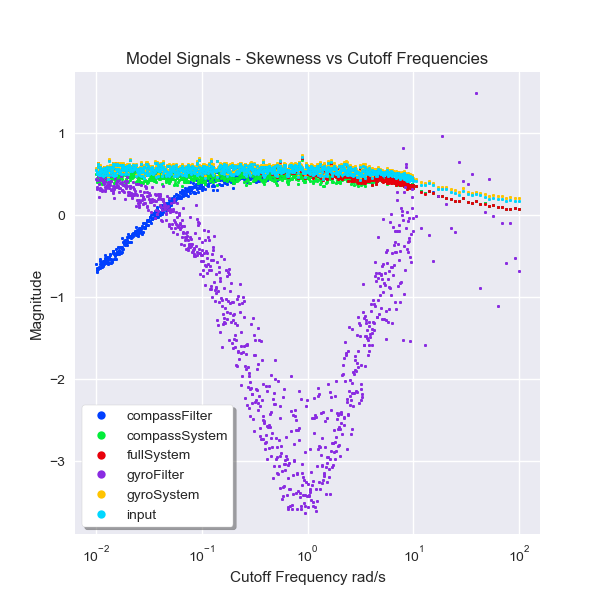 Model Signals - Skewness vs Cutoff Frequencies
Magnitude
1
0
−1
−2
−3
compassFilter
compassSystem
fullSystem
gyroFilter
gyroSystem
input
10⁻² 10⁻¹ 10⁰ 10¹ 10²
Cutoff Frequency rad/s